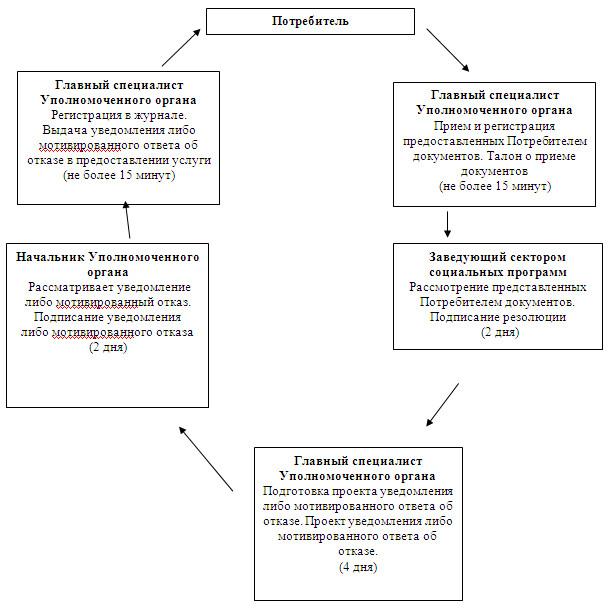 Потребитель
Главный специалист
Уполномоченного органа
Прием и регистрация
предоставленных Потребителем
документов. Талон о приеме
документов
(не более 15 минут)
Заведующий сектором
социальных программ
Рассмотрение представленных
Потребителем документов.
Подписание резолюции
(2 дня)
Главный специалист
Уполномоченного органа
Подготовка проекта уведомления
либо мотивированного ответа об
отказе. Проект уведомления либо
мотивированного ответа об
отказе.
(4 дня)
Начальник Уполномоченного
органа
Рассматривает уведомление
либо мотивированный отказ.
Подписание уведомления
либо мотивированного отказа
(2 дня)
Главный специалист
Уполномоченного органа
Регистрация в журнале.
Выдача уведомления либо
мотивированного ответа об
отказе в предоставлении услуги
(не более 15 минут)